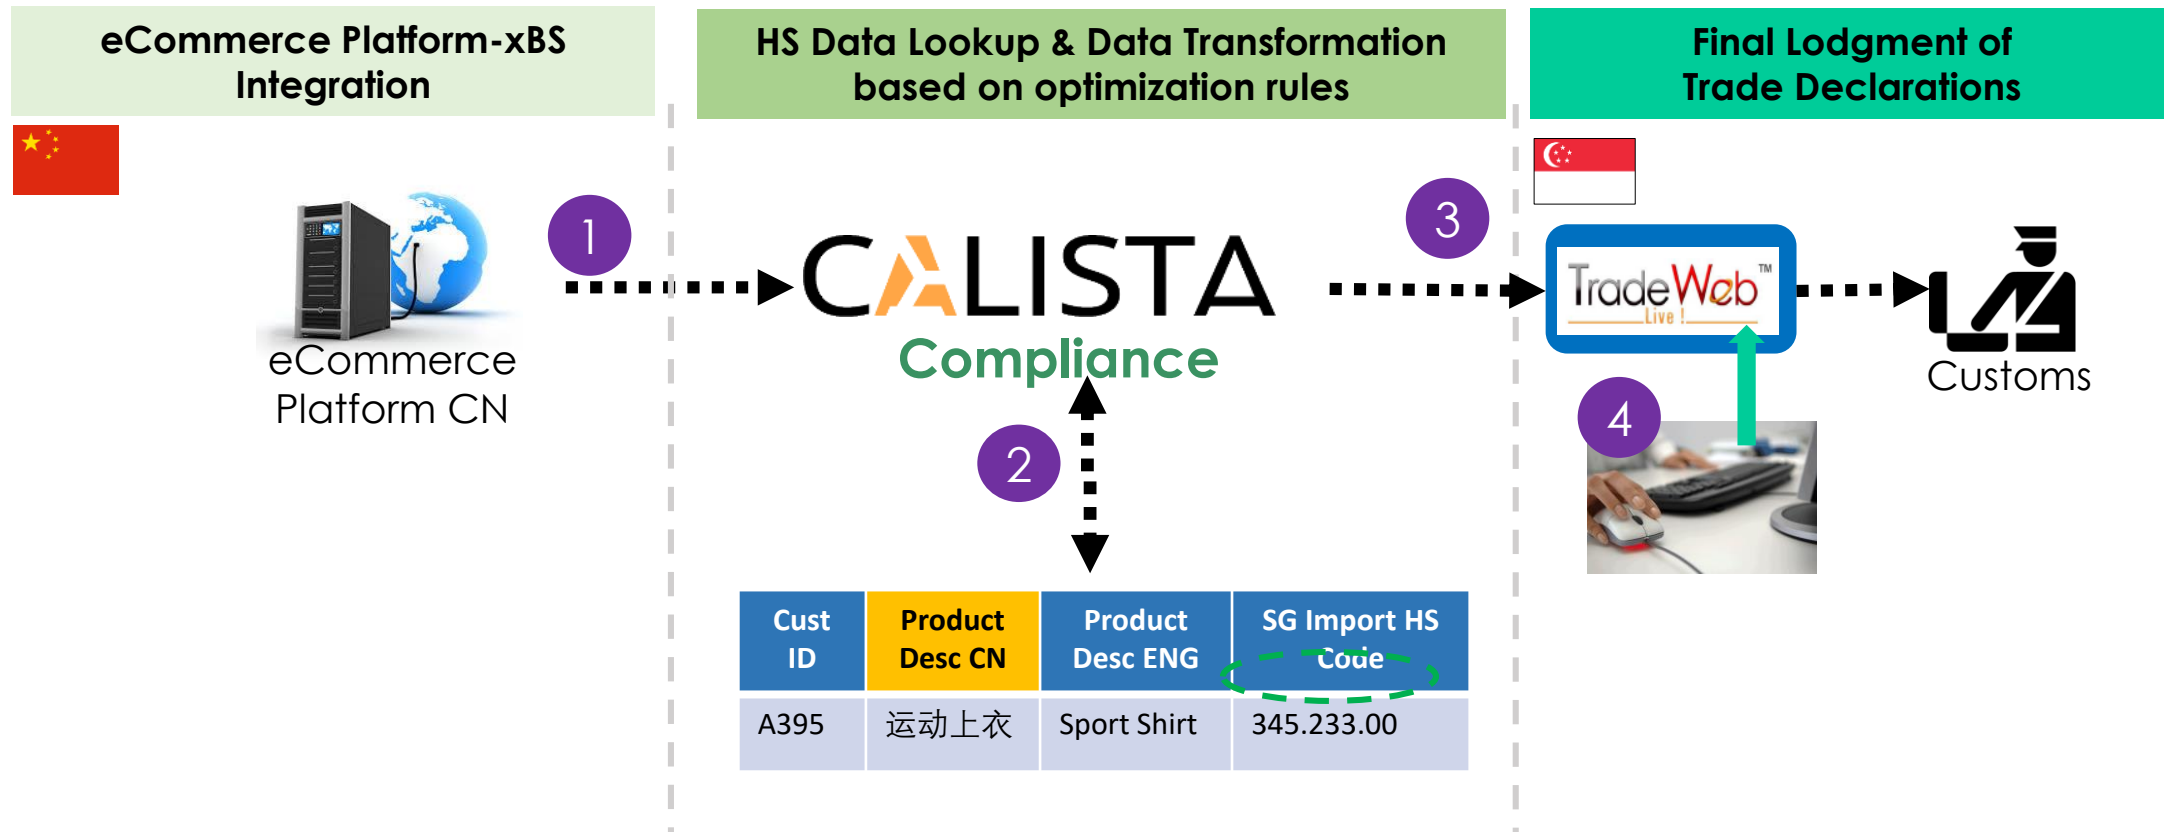 eCommerce Platform-xBS
Integration
HS Data Lookup & Data Transformation
based on optimization rules
Final Lodgment of
Trade Declarations
1
eCommerce
Platform CN
CALISTA
Compliance
2
3
TradeWeb™
Live !
4
Customs
Cust
ID
Product
Desc CN
Product
Desc ENG
SG Import HS
Code
A395
运动上衣
Sport Shirt
345.233.00